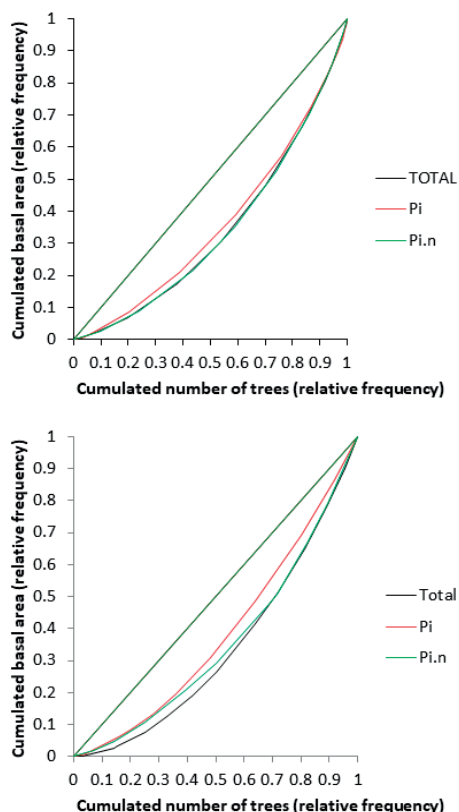 1
0.9
0.8
0.7
0.6
0.5
0.4
0.3
0.2
0.1
0
0 0.1 0.2 0.3 0.4 0.5 0.6 0.7 0.8 0.9 1
Cumulated basal area (relative frequency)
Cumulated number of trees (relative frequency)
TOTAL
Pi
Pi.n
1
0.9
0.8
0.7
0.6
0.5
0.4
0.3
0.2
0.1
0
0 0.1 0.2 0.3 0.4 0.5 0.6 0.7 0.8 0.9 1
Cumulated basal area (relative frequency)
Cumulated number of trees (relative frequency)
Total
Pi
Pi.n